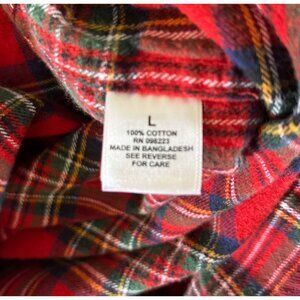 L
100% COTTON
RN 098223
MADE IN BANGLADESH
SEE REVERSE
FOR CARE